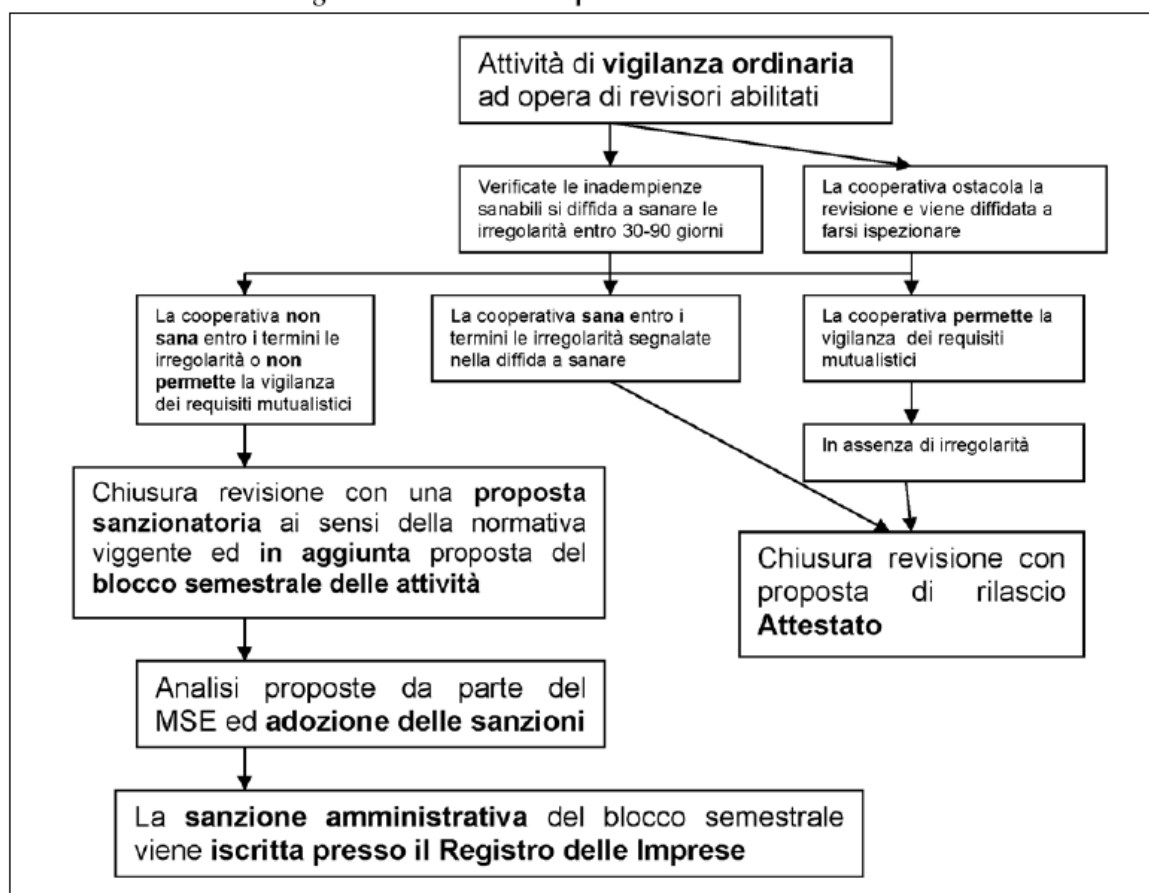 Attività di vigilanza ordinaria
ad opera di revisori abilitati
Verificate le inadempienze
sanabili si diffida a sanare le
irregolarità entro 30-90 giorni
La cooperativa ostacola la
revisione e viene diffidata a
farsi ispezionare
La cooperativa non
sana entro i termini le
irregolarità o non
permette la vigilanza
dei requisiti mutualistici
La cooperativa sana entro i
termini le irregolarità segnalate
nella diffida a sanare
La cooperativa permette la
vigilanza dei requisiti
mutualistici
In assenza di irregolarità
Chiusura revisione con una proposta
sanzionatoria ai sensi della normativa
viggente ed in aggiunta proposta del
blocco semestrale delle attività
Chiusura revisione con
proposta di rilascio
Attestato
Analisi proposte da parte del
MSE ed adozione delle sanzioni
La sanzione amministrativa del blocco semestrale
viene iscritta presso il Registro delle Imprese